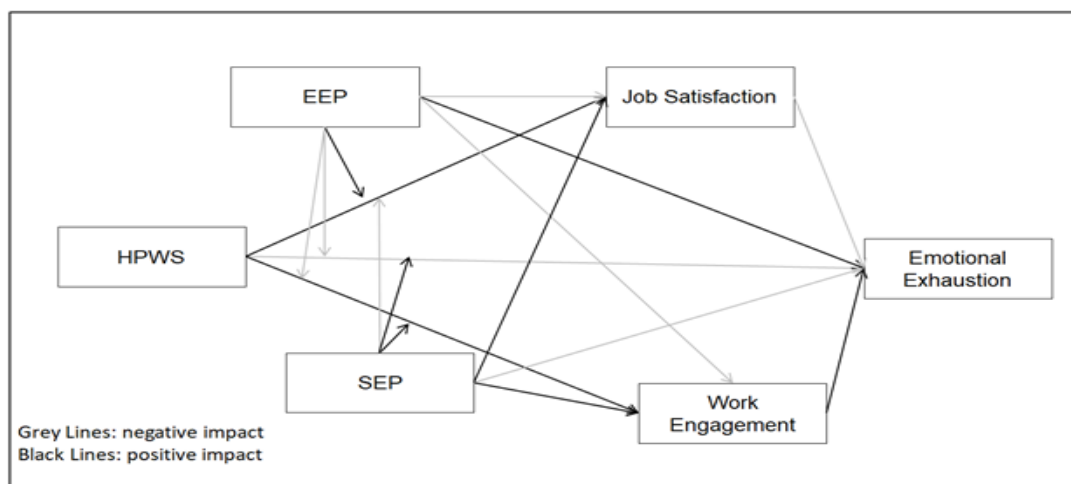 EEP
Job Satisfaction
HPWS
Emotional
Exhaustion
SEP
Work
Engagement
Grey Lines: negative impact
Black Lines: positive impact